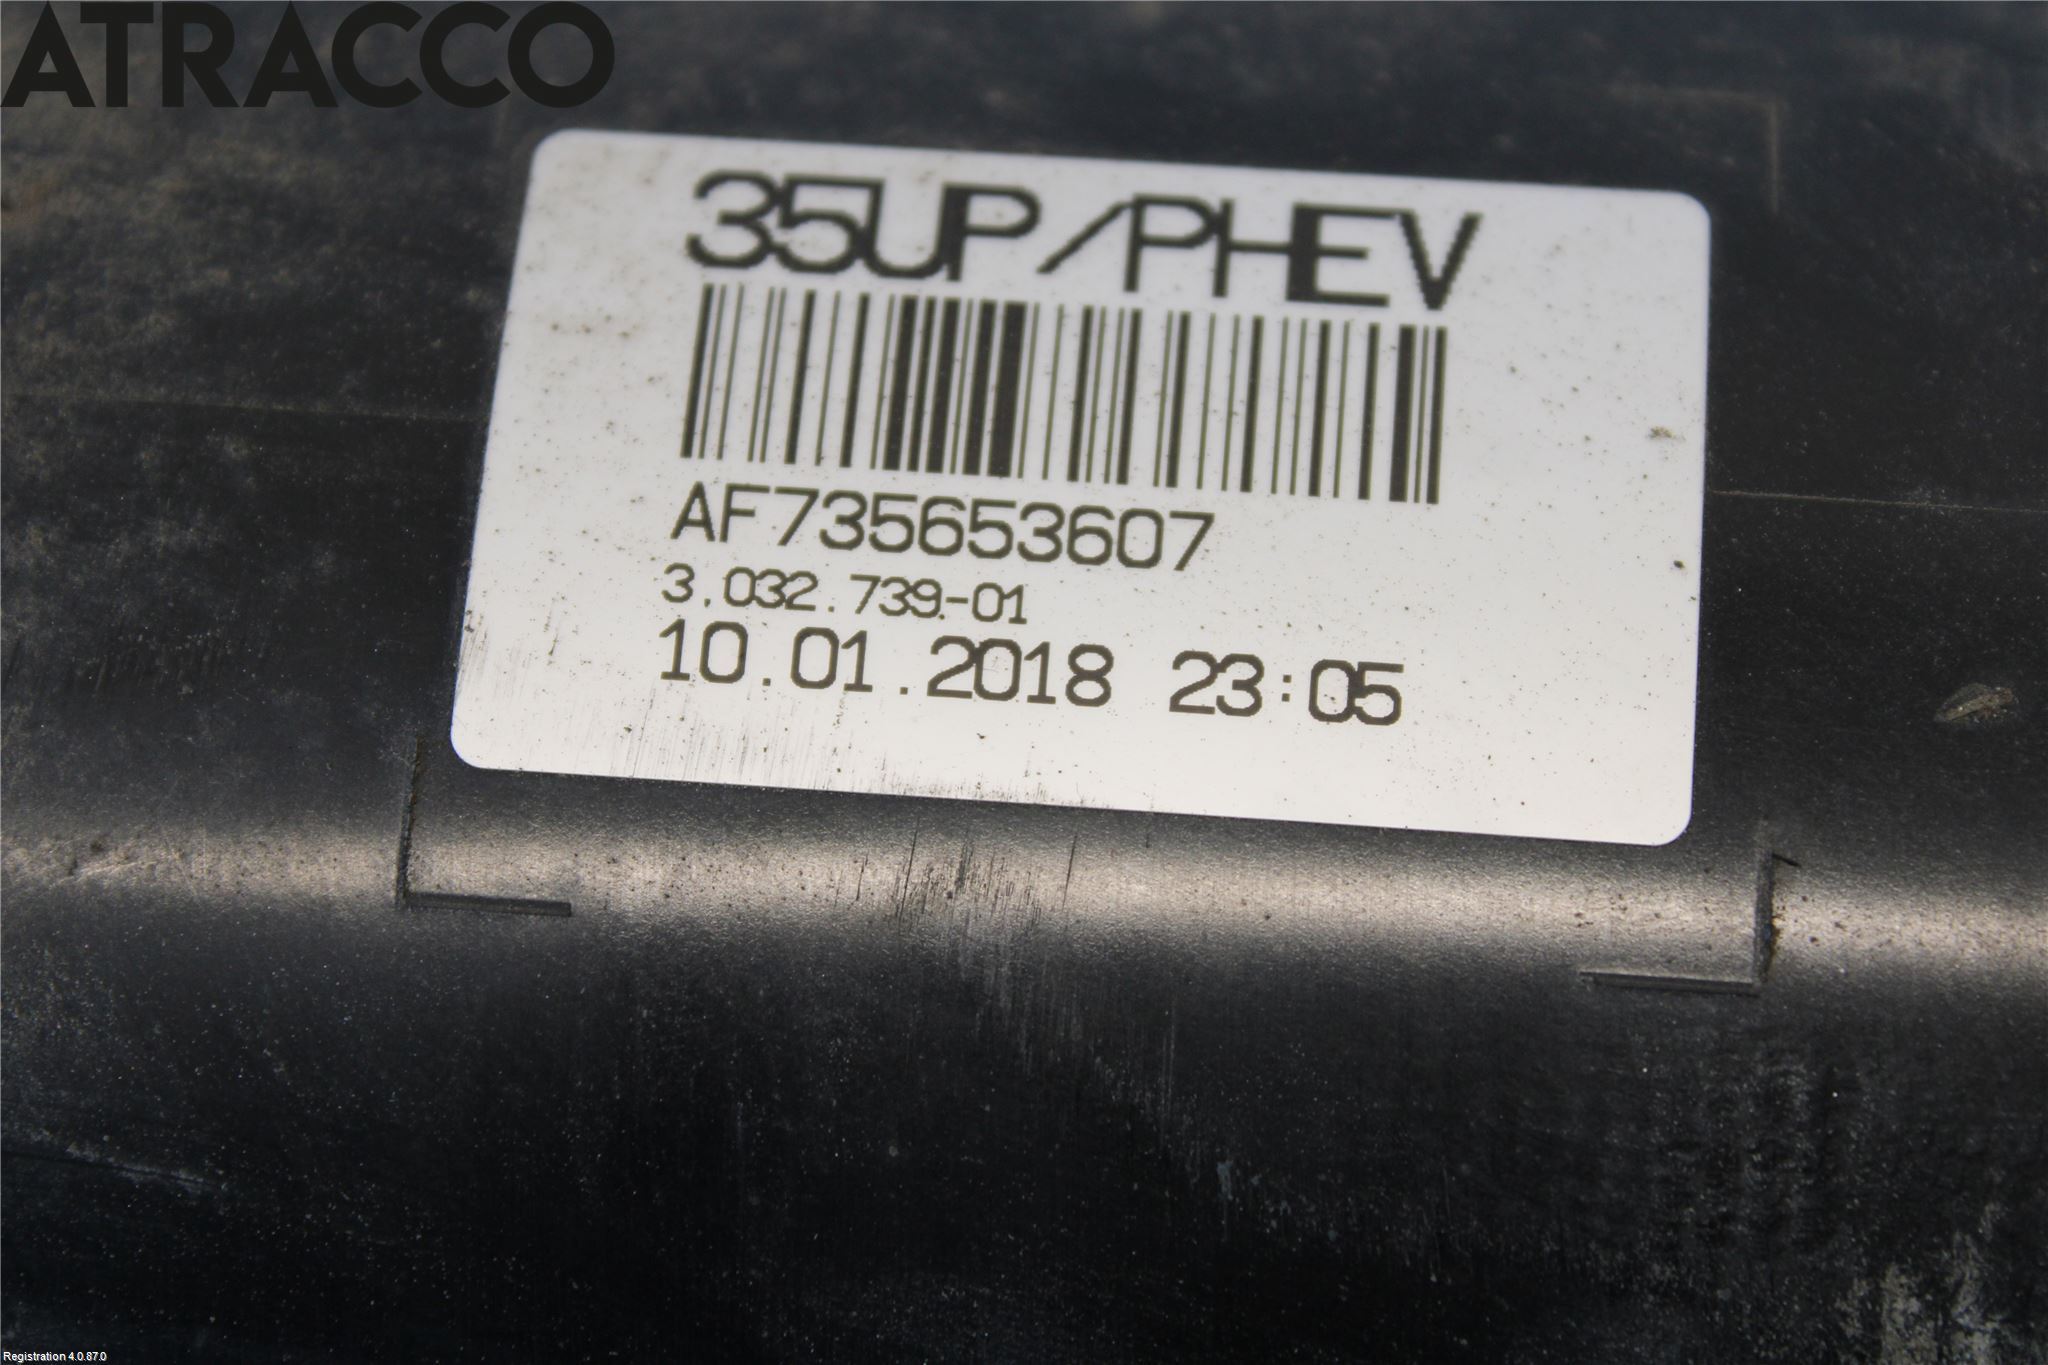 ATRACCO
35UP/PHEV
AF735653607
3.032.739-01
10.01.2018 23:05
Registration 4.0.87.0